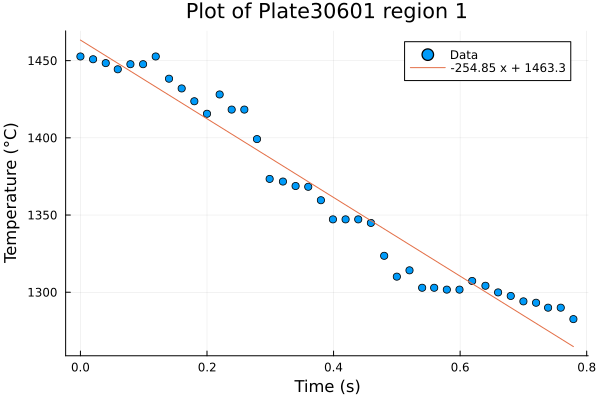 Plot of Plate30601 region 1
Data
-254.85 x + 1463.3
Temperature (°C)
1450
1400
1350
1300
0.0 0.2 0.4 0.6 0.8
Time (s)